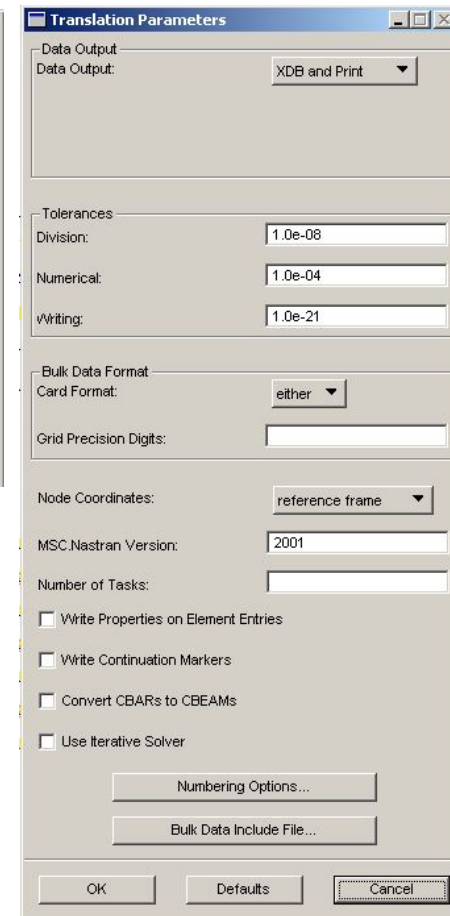 Translation Parameters
Data Output
Data Output:
XDB and Print
Tolerances
Division:
1.0e-08
Numerical:
1.0e-04
Writing:
1.0e-21
Bulk Data Format
Card Format:
either
Grid Precision Digits:
Node Coordinates:
reference frame
MSC.Nastran Version:
2001
Number of Tasks:
Write Properties on Element Entries
Write Continuation Markers
Convert CBARs to CBEAMs
Use Iterative Solver
Numbering Options...
Bulk Data Include File...
OK
Defaults
Cancel